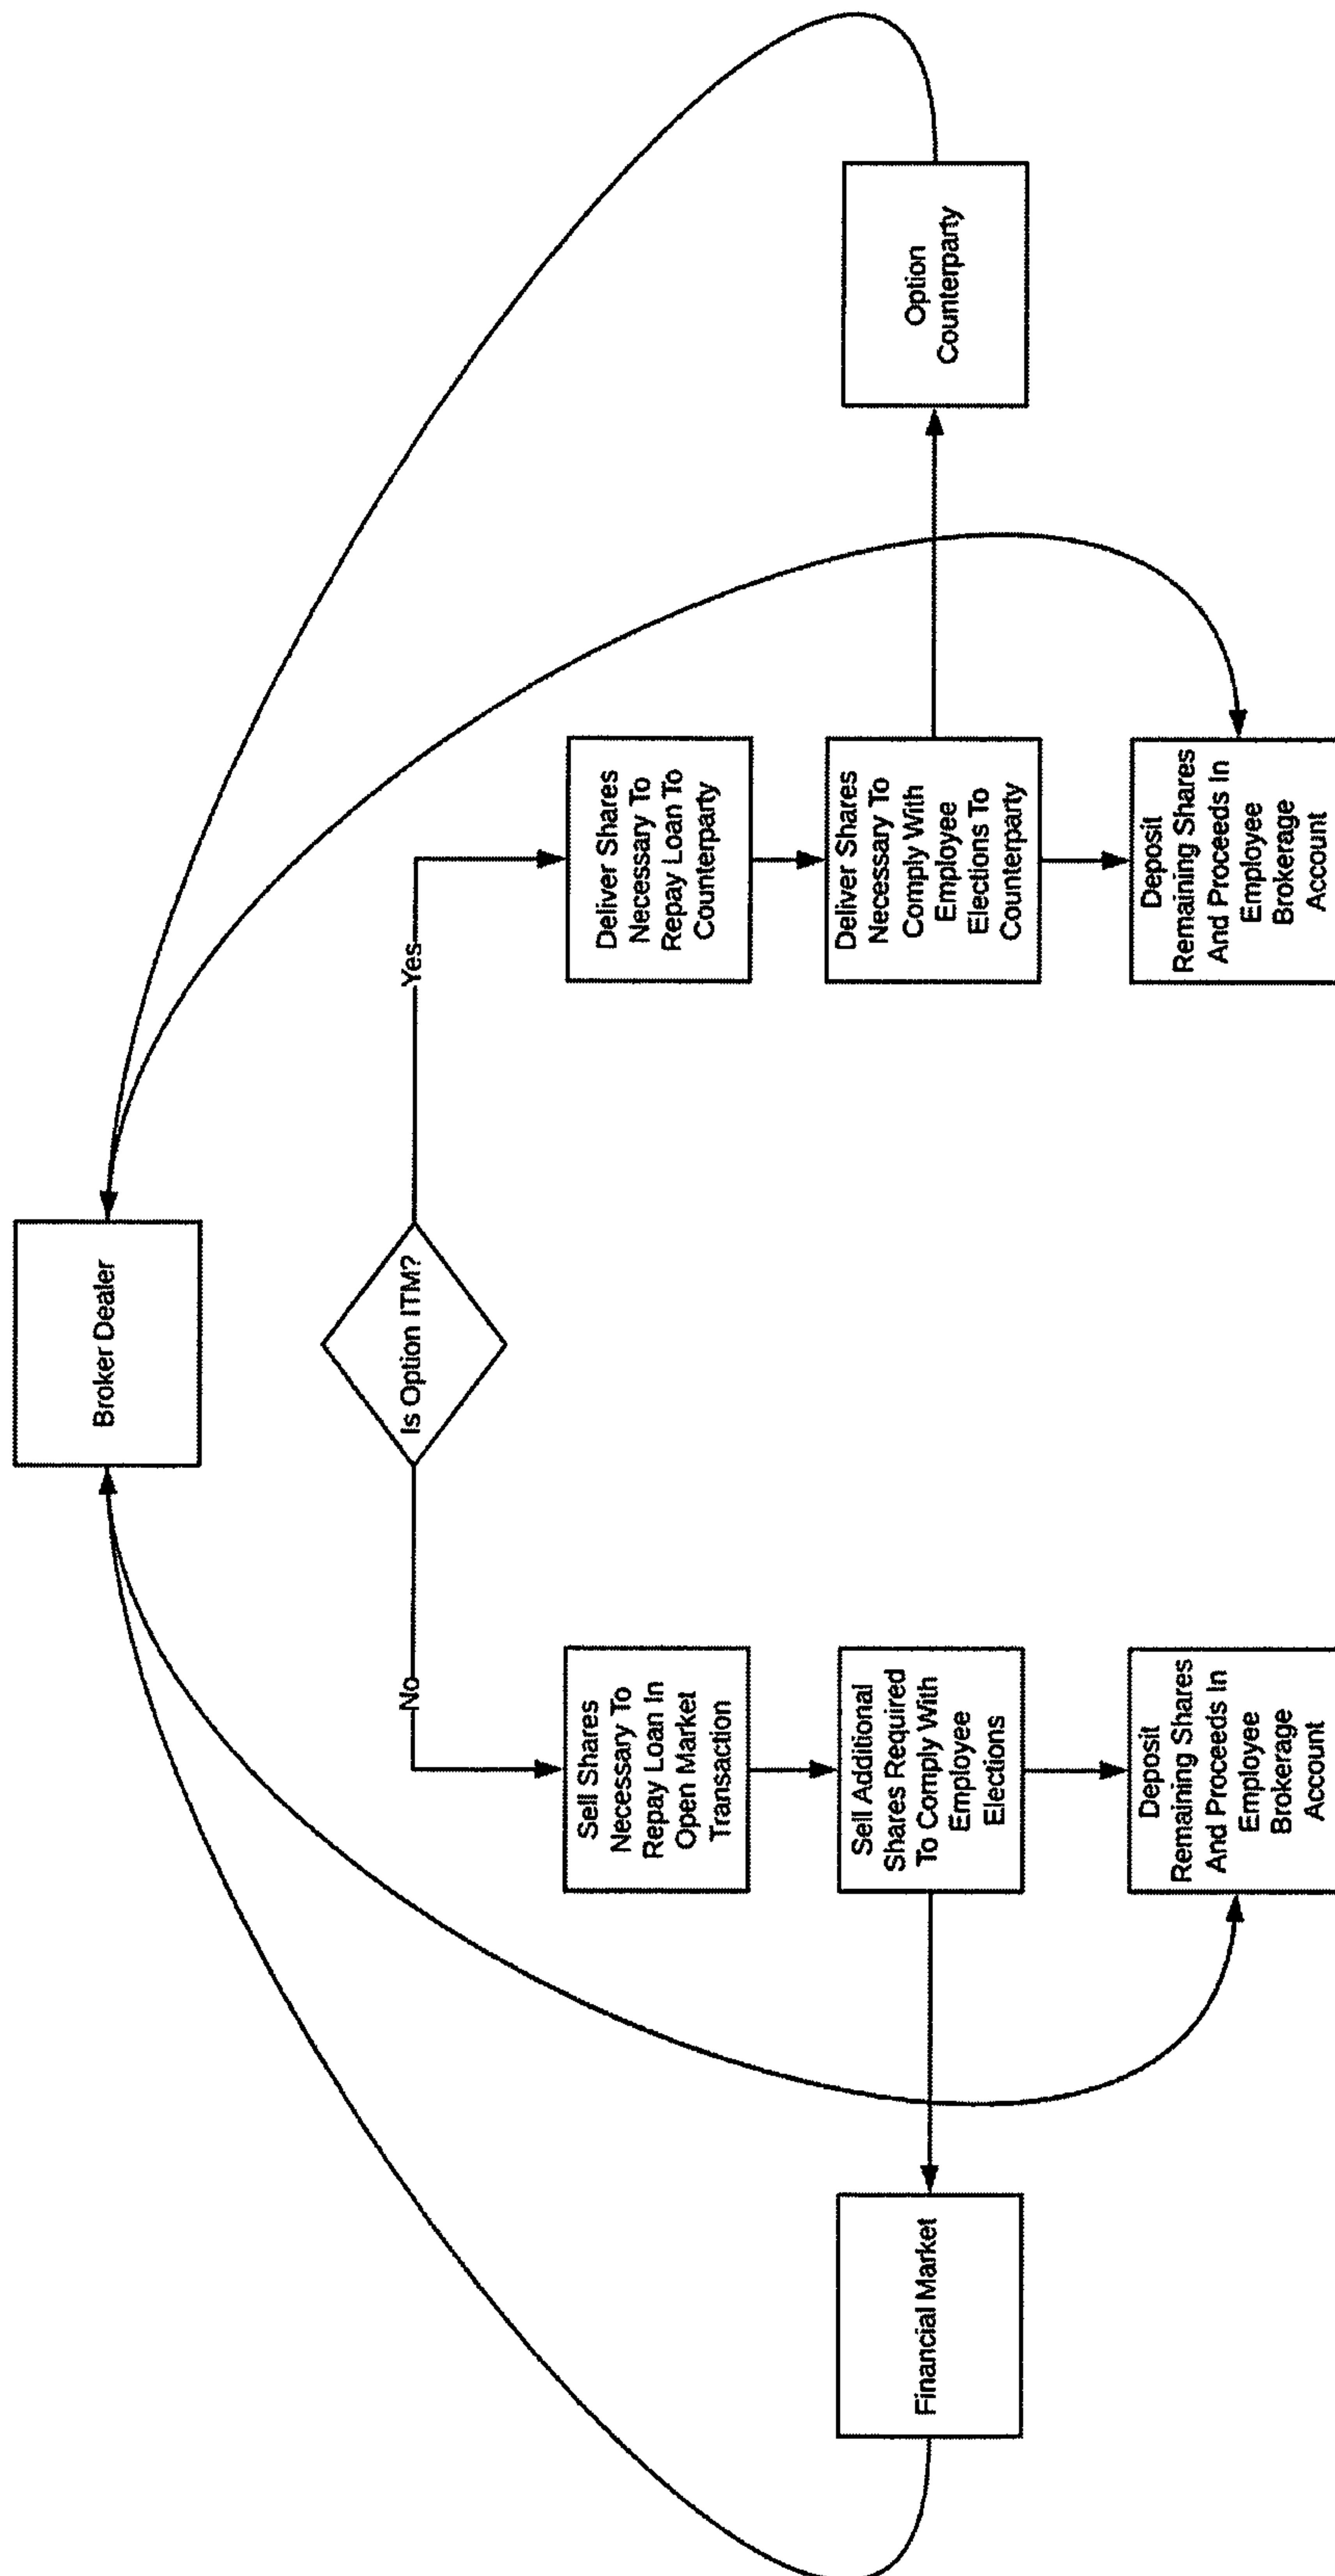 Broker Dealer
Is Option ITM?
No
Yes
Sell Shares
Necessary To
Repay Loan In
Open Market
Transaction
Deliver Shares
Necessary To
Repay Loan To
Counterparty
Financial Market
Sell Additional
Shares Required
To Comply With
Employee
Elections
Deliver Shares
Necessary To
Comply With
Employee
Elections To
Counterparty
Option
Counterparty
Deposit
Remaining Shares
And Proceeds In
Employee
Brokerage
Account
Deposit
Remaining Shares
And Proceeds In
Employee
Brokerage
Account